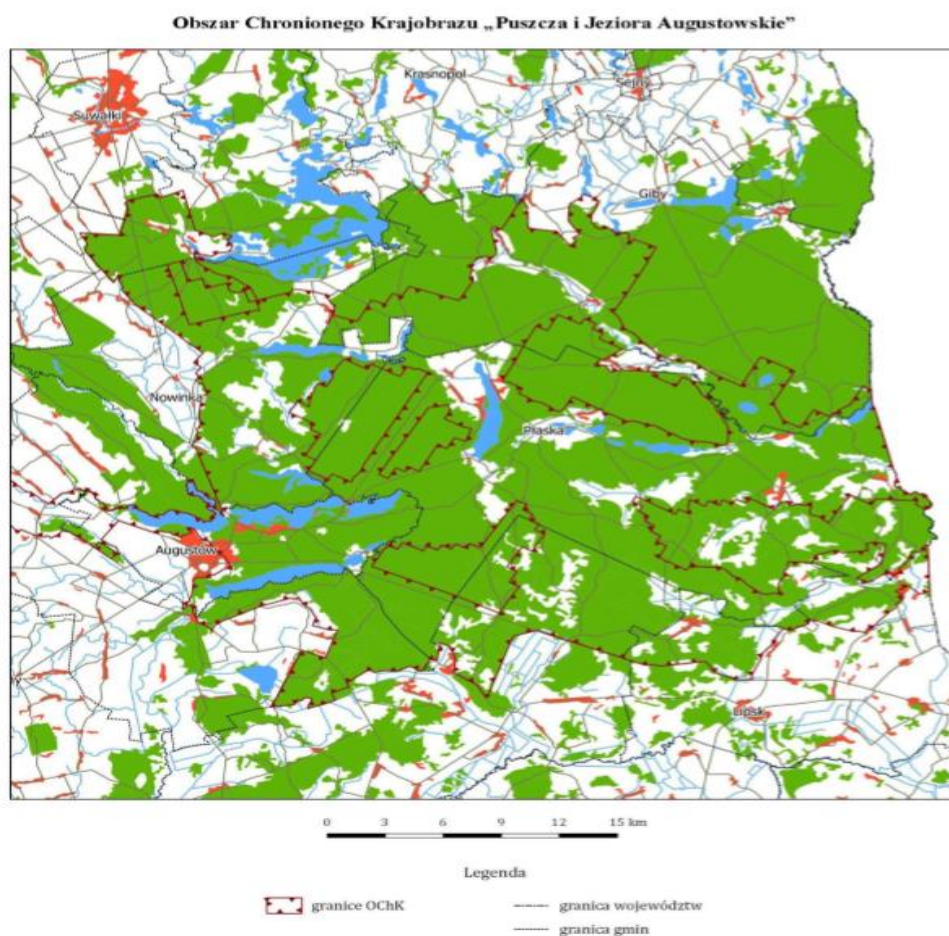 Obszar Chronionego Krajobrazu „Puszcza i Jeziora Augustowskie”
Krasnopol
Sejny
Suwałki
Giby
Nowinka
Płaska
Augustów
Lipsk
0 3 6 9 12 15 km
Legenda
granice OChK
granica województw
granica gmin